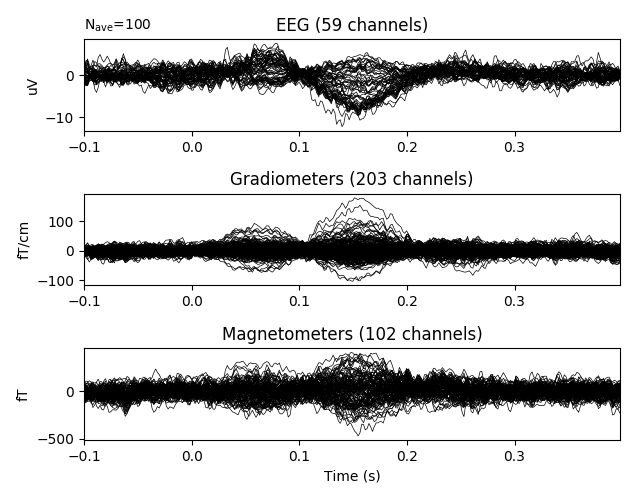 N_ave=100
EEG (59 channels)
uV
0
−10
−0.1 0.0 0.1 0.2 0.3
Gradiometers (203 channels)
fT/cm
100
0
−100
−0.1 0.0 0.1 0.2 0.3
Magnetometers (102 channels)
fT
0
−500
−0.1 0.0 0.1 0.2 0.3
Time (s)